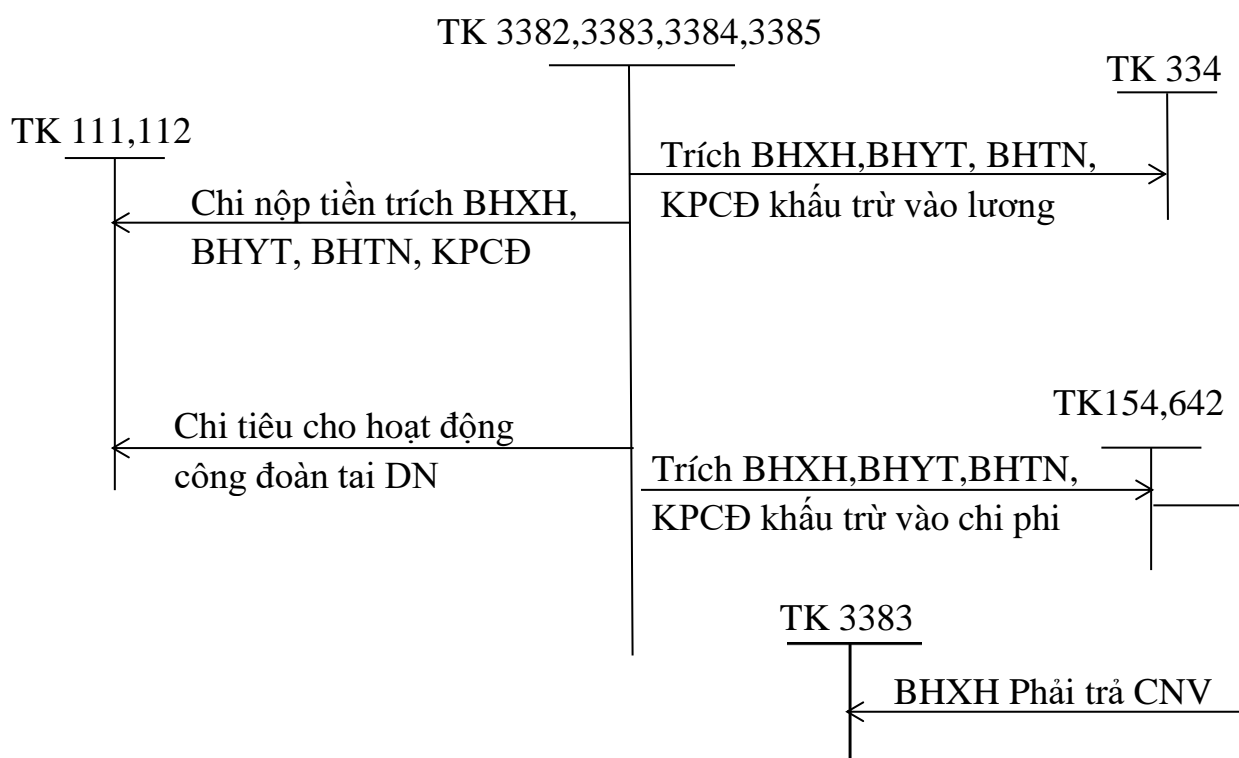 TK 3382,3383,3384,3385
TK 334
TK 111,112
Trích BHXH,BHYT, BHTN,
KPCĐ khấu trừ vào lương
Chi nộp tiền trích BHXH,
BHYT, BHTN, KPCĐ
TK154,642
Chi tiêu cho hoạt động
công đoàn tai DN
Trích BHXH,BHYT,BHTN,
KPCĐ khấu trừ vào chi phi
TK 3383
BHXH Phải trả CNV